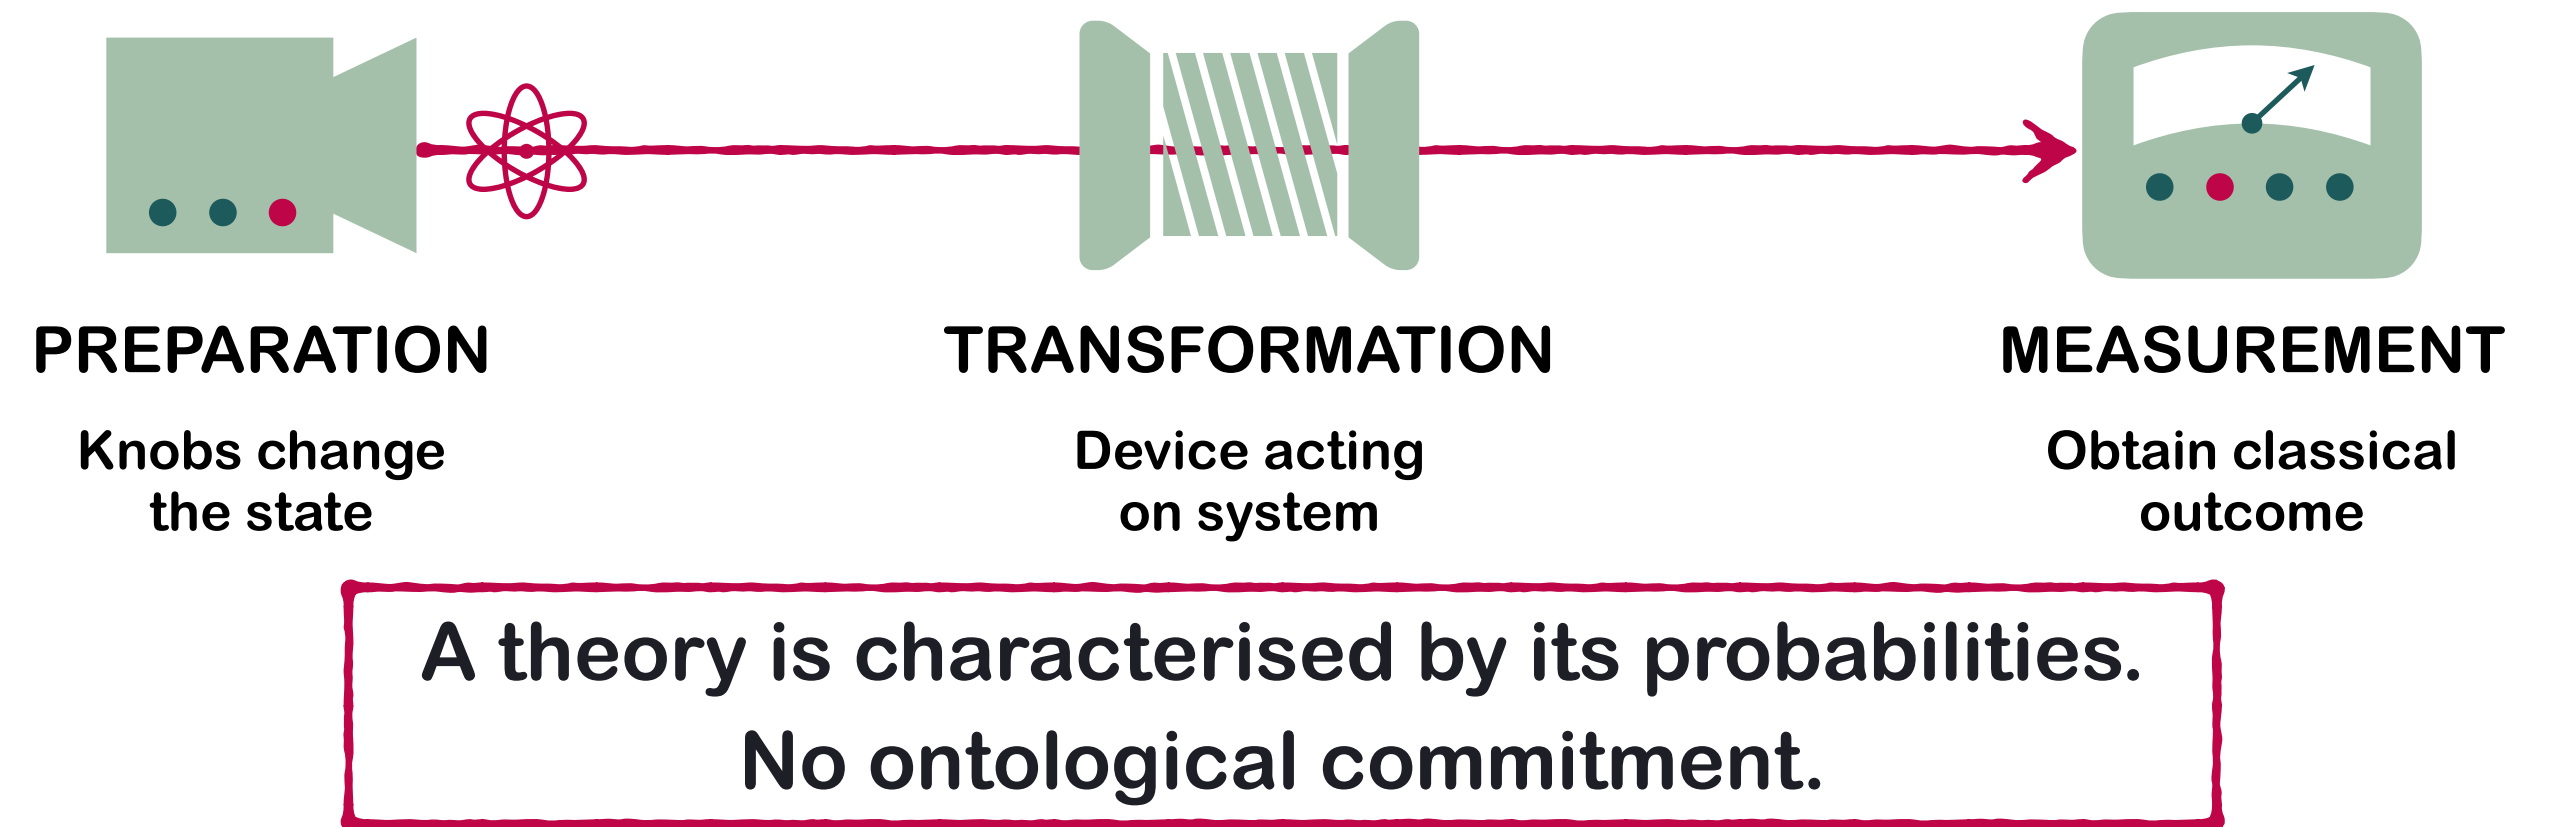 PREPARATION
TRANSFORMATION
MEASUREMENT
Knobs change
the state
Device acting
on system
Obtain classical
outcome
A theory is characterised by its probabilities.
No ontological commitment.